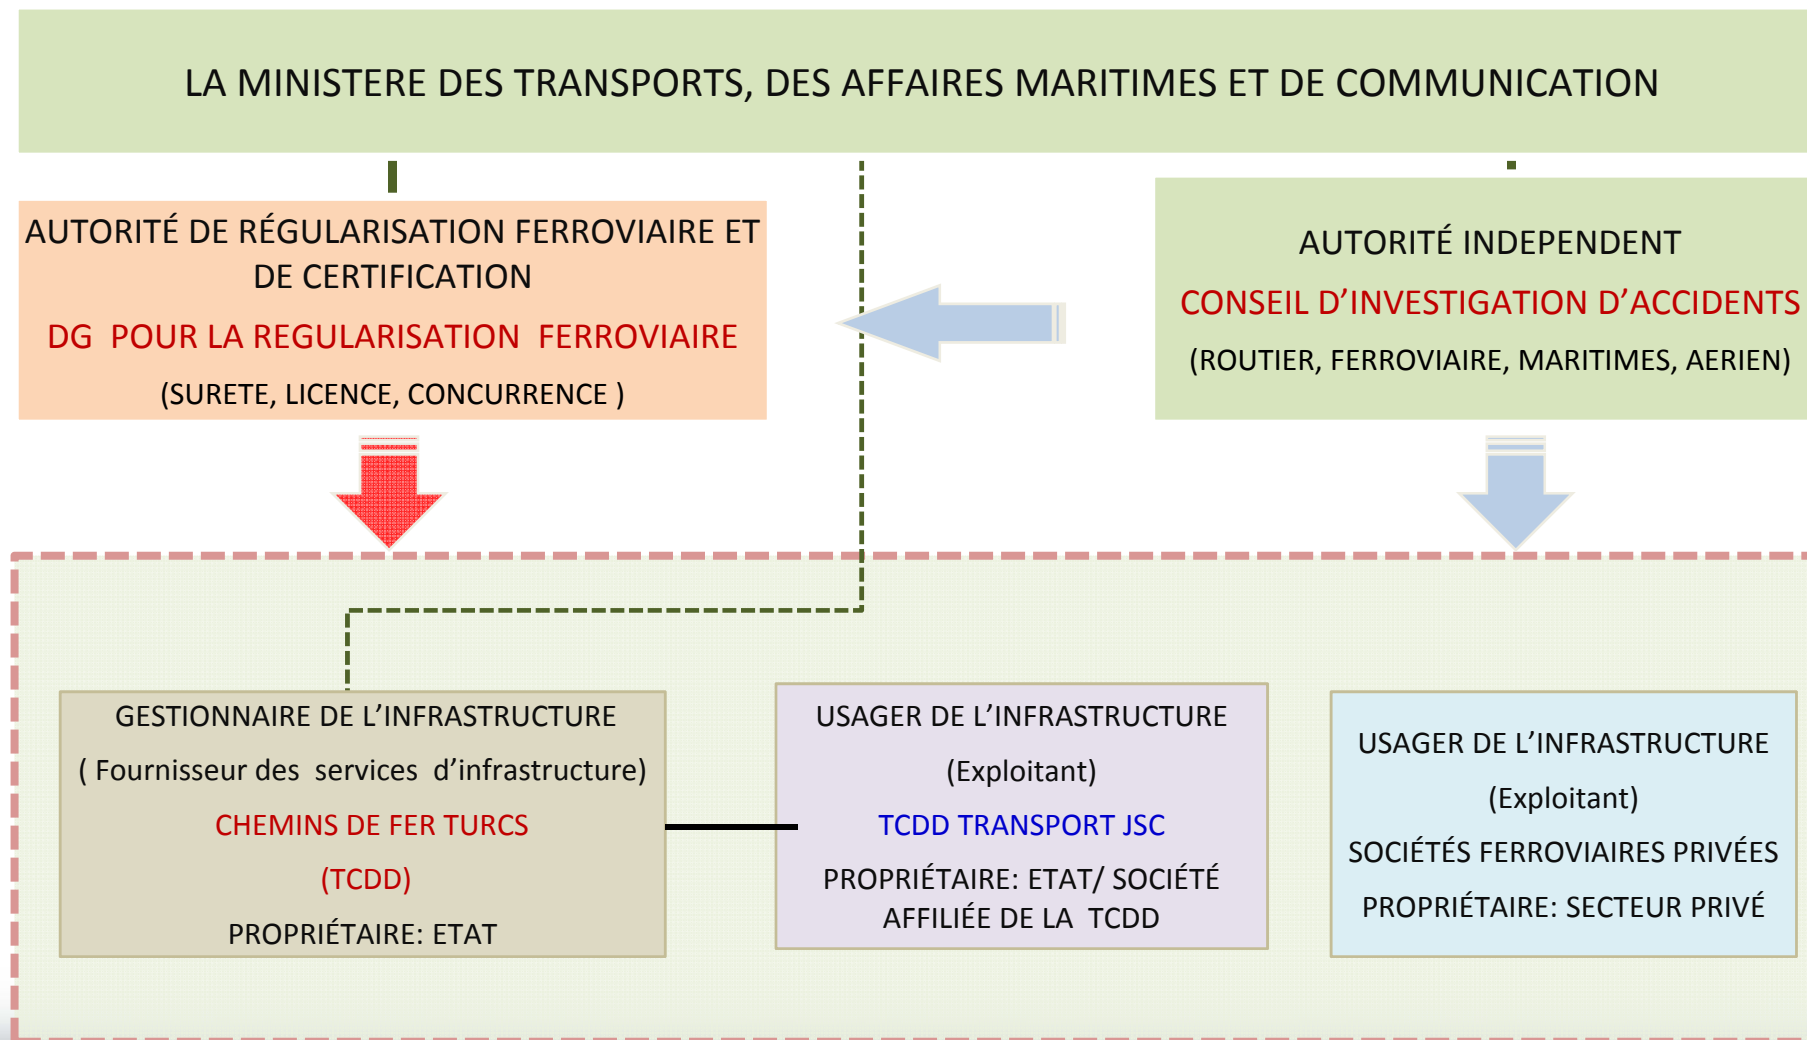 LA MINISTERE DES TRANSPORTS, DES AFFAIRES MARITIMES ET DE COMMUNICATION
AUTORITÉ DE RÉGULARISATION FERROVIAIRE ET
DE CERTIFICATION
DG POUR LA REGULARISATION FERROVIAIRE
(SURETE, LICENCE, CONCURRENCE )
AUTORITÉ INDEPENDENT
CONSEIL D’INVESTIGATION D’ACCIDENTS
(ROUTIER, FERROVIAIRE, MARITIMES, AERIEN)
GESTIONNAIRE DE L’INFRASTRUCTURE
( Fournisseur des services d’infrastructure)
CHEMINS DE FER TURCS
(TCDD)
PROPRIÉTAIRE: ETAT
USAGER DE L’INFRASTRUCTURE
(Exploitant)
TCDD TRANSPORT JSC
PROPRIÉTAIRE: ETAT/ SOCIÉTÉ
AFFILIÉE DE LA TCDD
USAGER DE L’INFRASTRUCTURE
(Exploitant)
SOCIÉTÉS FERROVIAIRES PRIVÉES
PROPRIÉTAIRE: SECTEUR PRIVÉ